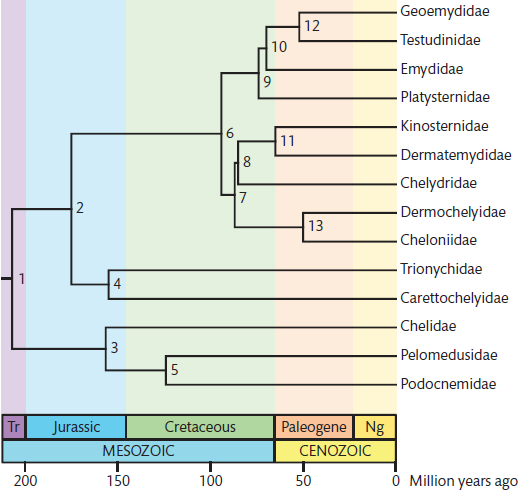 Geoemydidae
12
Testudinidae
10
Emydidae
9
Platysternidae
Kinosternidae
6
11
Dermatemydidae
8
Chelydridae
7
2
Dermochelyidae
13
Cheloniidae
Trionychidae
1
4
Carettochelyidae
Chelidae
3
Pelomedusidae
5
Podocnemidae
Tr Jurassic Cretaceous Paleogene Ng
MESOZOIC CENOZOIC
200 150 100 50 0 Million years ago